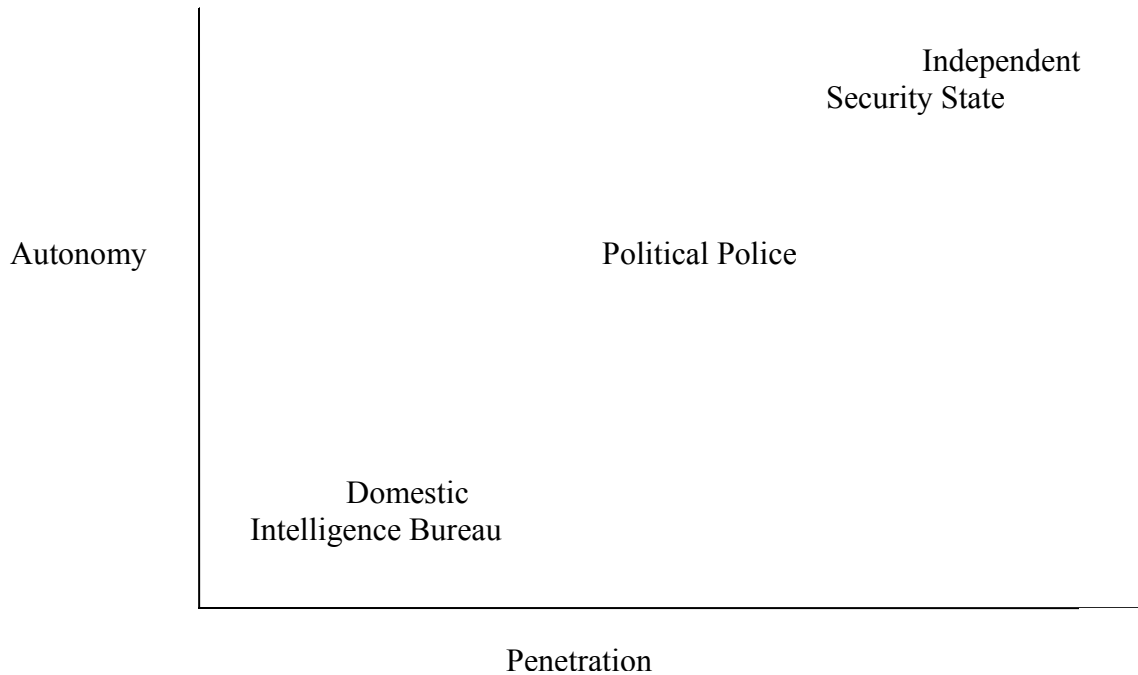 Independent
Security State
Autonomy
Political Police
Domestic
Intelligence Bureau
Penetration